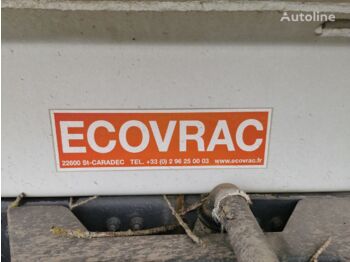 Autoline
ECOVRAC
22600 St-CARADEC TEL. +33 (0) 2 96 25 00 03 www.ecovrac.fr